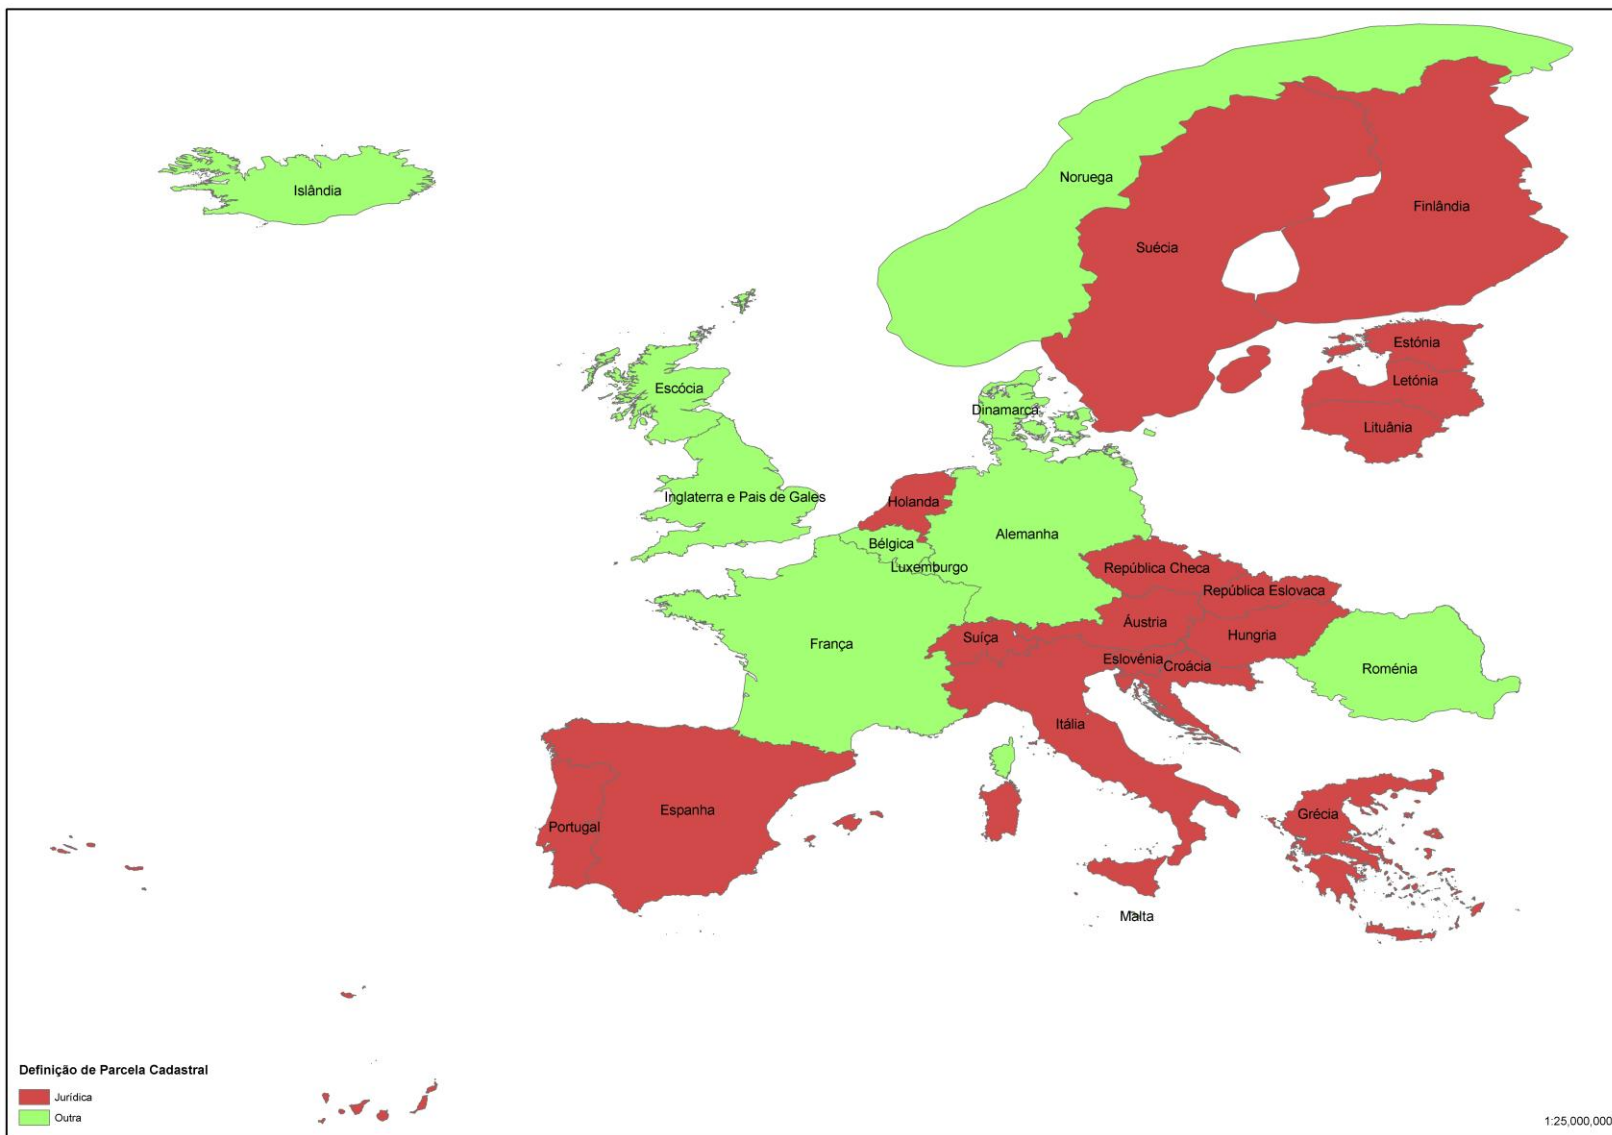 Islândia
Noruega
Finlândia
Suécia
Estónia
Letónia
Lituânia
Escócia
Dinamarca
Inglaterra e Pais de Gales
Holanda
Bélgica
Luxemburgo
Alemanha
República Checa
República Eslovaca
Áustria
Hungria
Suíça
França
Eslovénia
Croácia
Roménia
Itália
Espanha
Portugal
Grécia
Malta
Definição de Parcela Cadastral
Jurídica
Outra
1:25,000,000